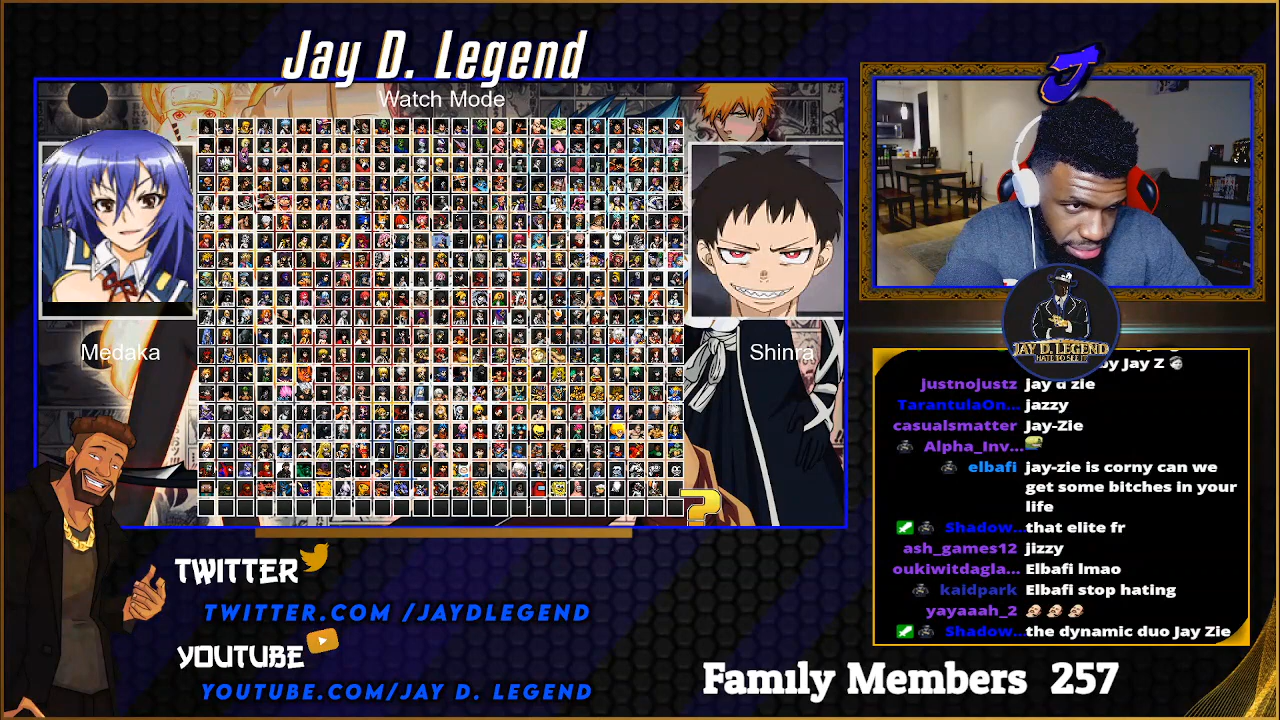 Jay D. Legend
Watch Mode
Medaka
Shinra
?
J
JAY D. LEGEND
HATE TO SEE IT
by Jay Z
justnojustz Jay d zie
TarantulaOn... jazzy
casualsmatter Jay-Zie
Alpha_Inv...
elbafi jay-zie is corny can we
get some bitches in your
life
Shadow... that elite fr
ash_games12 jizzy
oukiwitdagla... Elbafi lmao
kaidpark Elbafi stop hating
yayaaah_2
Shadow... the dynamic duo Jay Zie
TWITTER
TWITTER.COM /JAYDLEGEND
YOUTUBE
YOUTUBE.COM/JAY D. LEGEND
Family Members 257